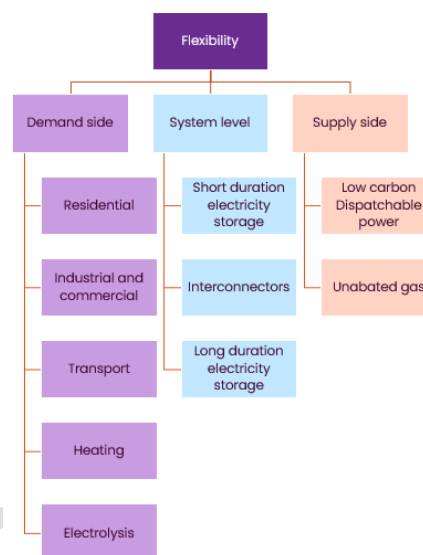 Flexibility
Demand side
System level
Supply side
Residential
Short duration
electricity
storage
Low carbon
Dispatchable
power
Industrial and
commercial
Interconnectors
Unabated gas
Transport
Long duration
electricity
storage
Heating
Electrolysis